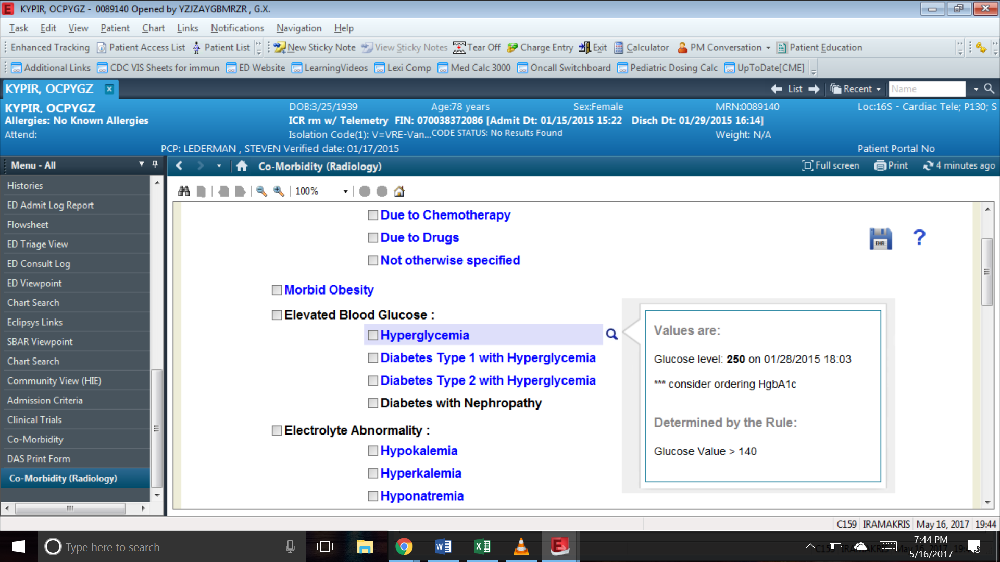 KYPIR, OCPYGZ - 0089140 Opened by YZJZAYGBMRZR , G.X.
Task Edit View Patient Chart Links Notifications Navigation Help
Enhanced Tracking Patient Access List Patient List New Sticky Note View Sticky Notes Tear Off Charge Entry Exit Calculator PM Conversation Patient Education
Additional Links CDC VIS Sheets for immun ED Website LearningVideos Lexi Comp Med Calc 3000 Oncall Switchboard Pediatric Dosing Calc UpToDate[CME]
KYPIR, OCPYGZ List Recent Name
KYPIR, OCPYGZ DOB:3/25/1939 Age:78 years Sex:Female MRN:0089140 Loc:16S - Cardiac Tele; P130; S
Allergies: No Known Allergies ICR rm w/ Telemetry FIN: 070038372086 [Admit Dt: 01/15/2015 15:22 Disch Dt: 01/29/2015 16:14]
Attend: Isolation Code(1): V=VRE-Van... CODE STATUS: No Results Found Weight: N/A
PCP: LEDERMAN , STEVEN Verified date: 01/17/2015 Patient Portal No
Menu - All Co-Morbidity (Radiology) Full screen Print 4 minutes ago
100%
Histories
ED Admit Log Report
Flowsheet
ED Triage View
ED Consult Log
ED Viewpoint
Chart Search
Eclipsys Links
SBAR Viewpoint
Chart Search
Community View (HIE)
Admission Criteria
Clinical Trials
Co-Morbidity
DAS Print Form
Co-Morbidity (Radiology)
Due to Chemotherapy
Due to Drugs
Not otherwise specified
EHR ?
Morbid Obesity
Elevated Blood Glucose :
Hyperglycemia
Diabetes Type 1 with Hyperglycemia
Diabetes Type 2 with Hyperglycemia
Diabetes with Nephropathy
Electrolyte Abnormality :
Hypokalemia
Hyperkalemia
Hyponatremia
Values are:
Glucose level: 250 on 01/28/2015 18:03
*** consider ordering HgbA1c
Determined by the Rule:
Glucose Value > 140
C159 IRAMAKRIS May 16, 2017 19:44
Type here to search
7:44 PM
5/16/2017